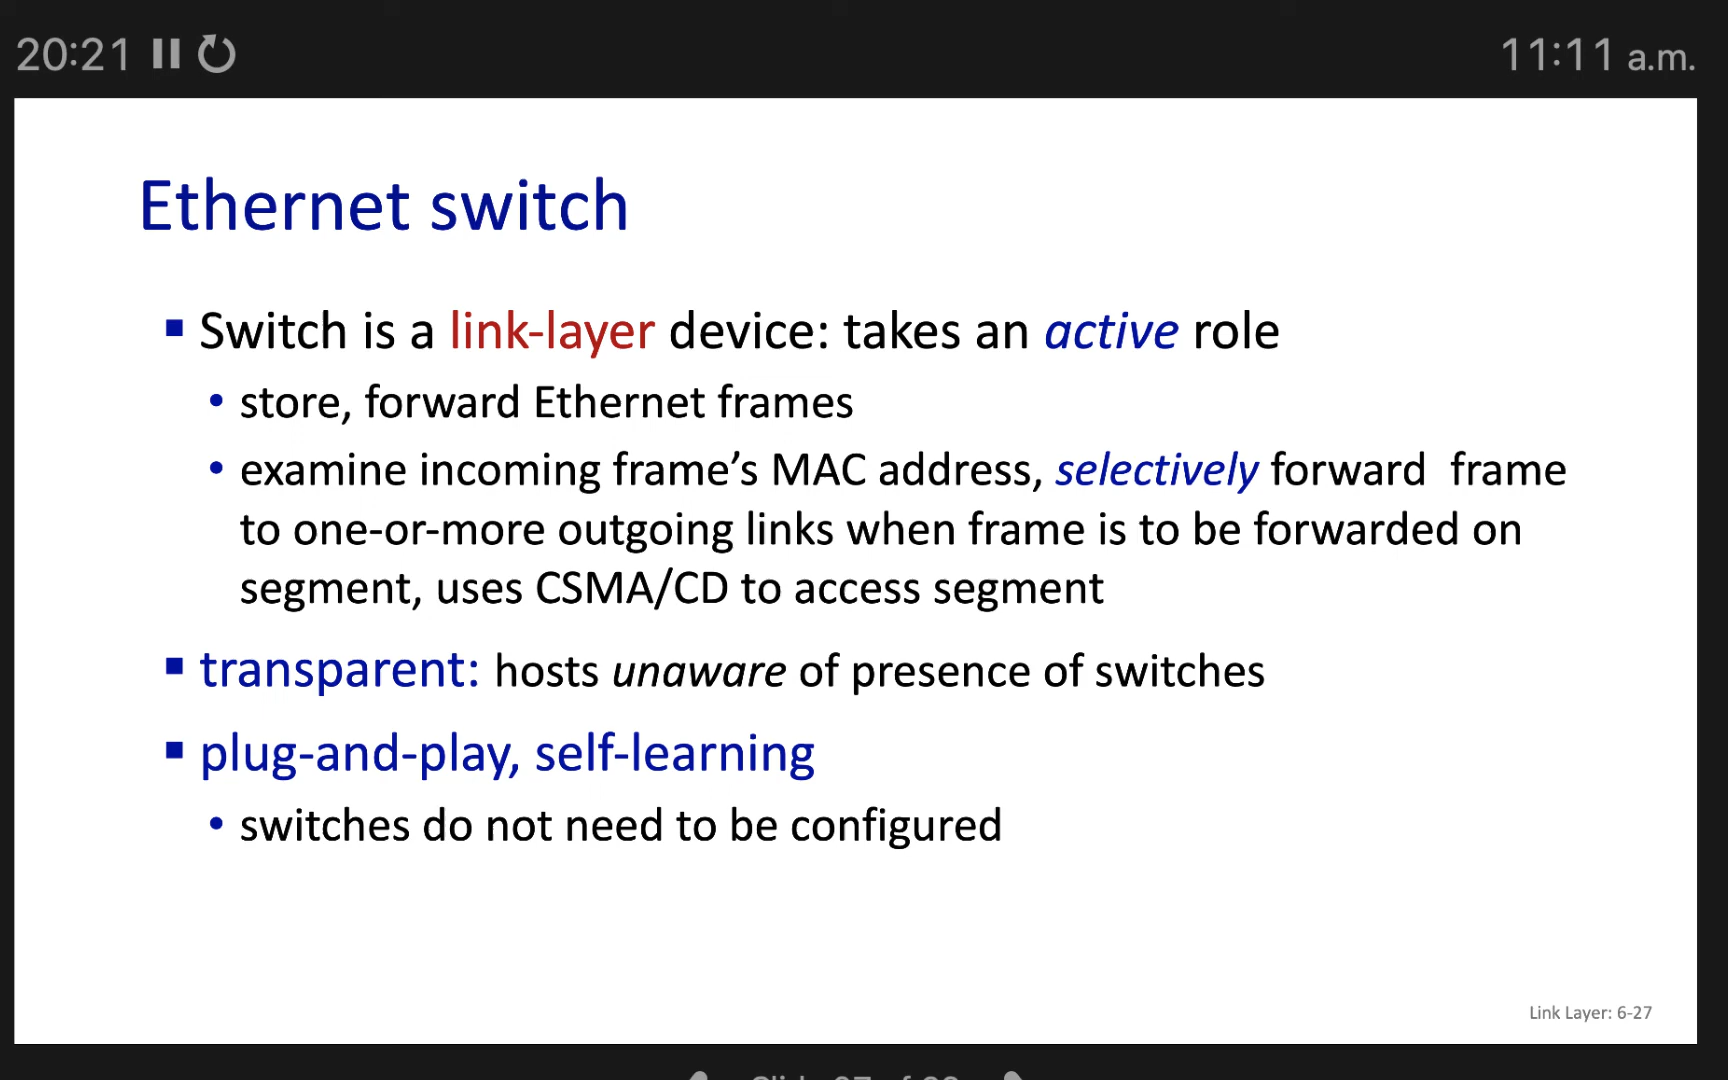 20:21
11:11 a.m.
Ethernet switch
▪ Switch is a link-layer device: takes an active role
• store, forward Ethernet frames
• examine incoming frame’s MAC address, selectively forward  frame
to one-or-more outgoing links when frame is to be forwarded on
segment, uses CSMA/CD to access segment
▪ transparent: hosts unaware of presence of switches
▪ plug-and-play, self-learning
• switches do not need to be configured
Link Layer: 6-27